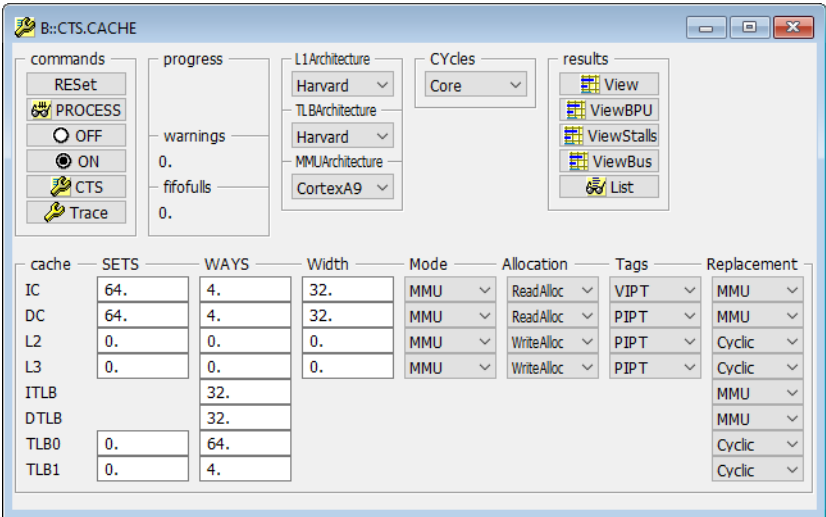 B::CTS.CACHE
commands progress L1Architecture CYcles results
RESet Harvard Core View
PROCESS TLBArchitecture ViewBPU
OFF warnings Harvard ViewStalls
ON 0. MMUArchitecture ViewBus
CTS fifofulls CortexA9 List
Trace 0.
cache SETS WAYS Width Mode Allocation Tags Replacement
IC 64. 4. 32. MMU ReadAlloc VIPT MMU
DC 64. 4. 32. MMU ReadAlloc PIPT MMU
L2 0. 0. 0. MMU WriteAlloc PIPT Cyclic
L3 0. 0. 0. MMU WriteAlloc PIPT Cyclic
ITLB 32. MMU
DTLB 32. MMU
TLB0 0. 64. Cyclic
TLB1 0. 4. Cyclic